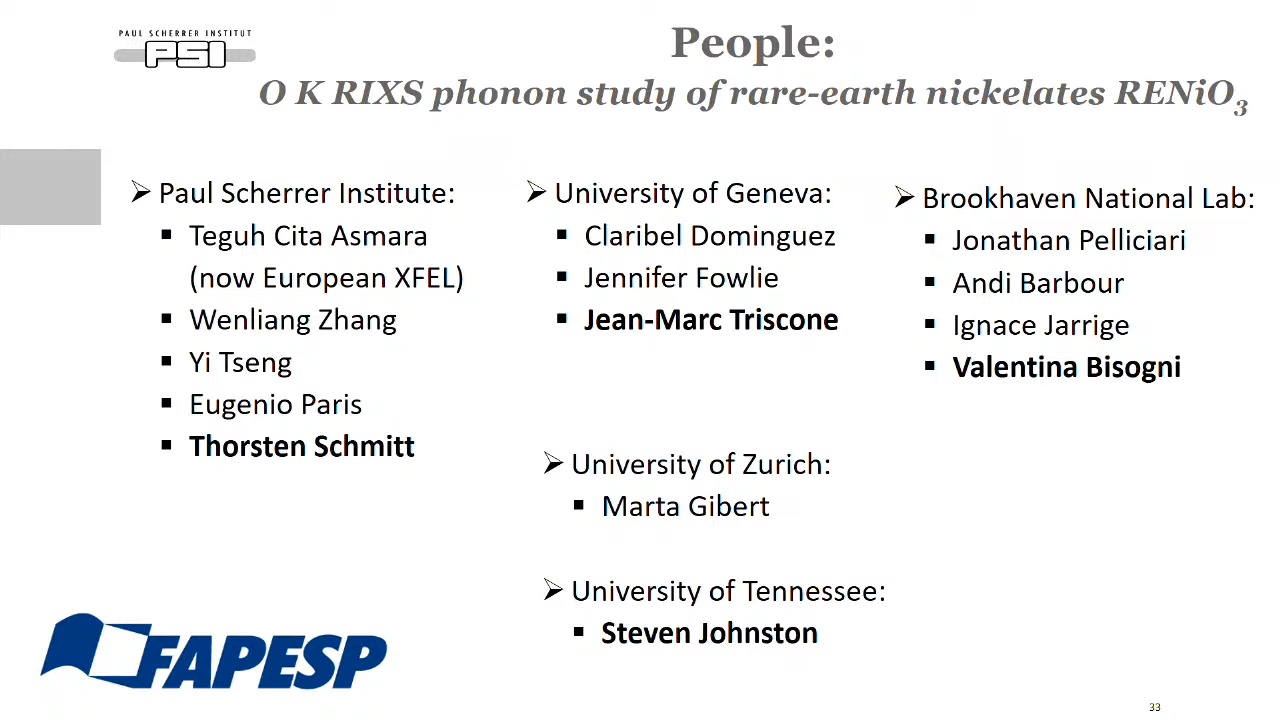 PAUL SCHERRER INSTITUT
PSI
People:
O K RIXS phonon study of rare-earth nickelates RENiO₃
➢ Paul Scherrer Institute:
▪ Teguh Cita Asmara
(now European XFEL)
▪ Wenliang Zhang
▪ Yi Tseng
▪ Eugenio Paris
▪ Thorsten Schmitt
➢ University of Geneva:
▪ Claribel Dominguez
▪ Jennifer Fowlie
▪ Jean-Marc Triscone
➢ University of Zurich:
▪ Marta Gibert
➢ University of Tennessee:
▪ Steven Johnston
➢ Brookhaven National Lab:
▪ Jonathan Pelliciari
▪ Andi Barbour
▪ Ignace Jarrige
▪ Valentina Bisogni
FAPESP
33